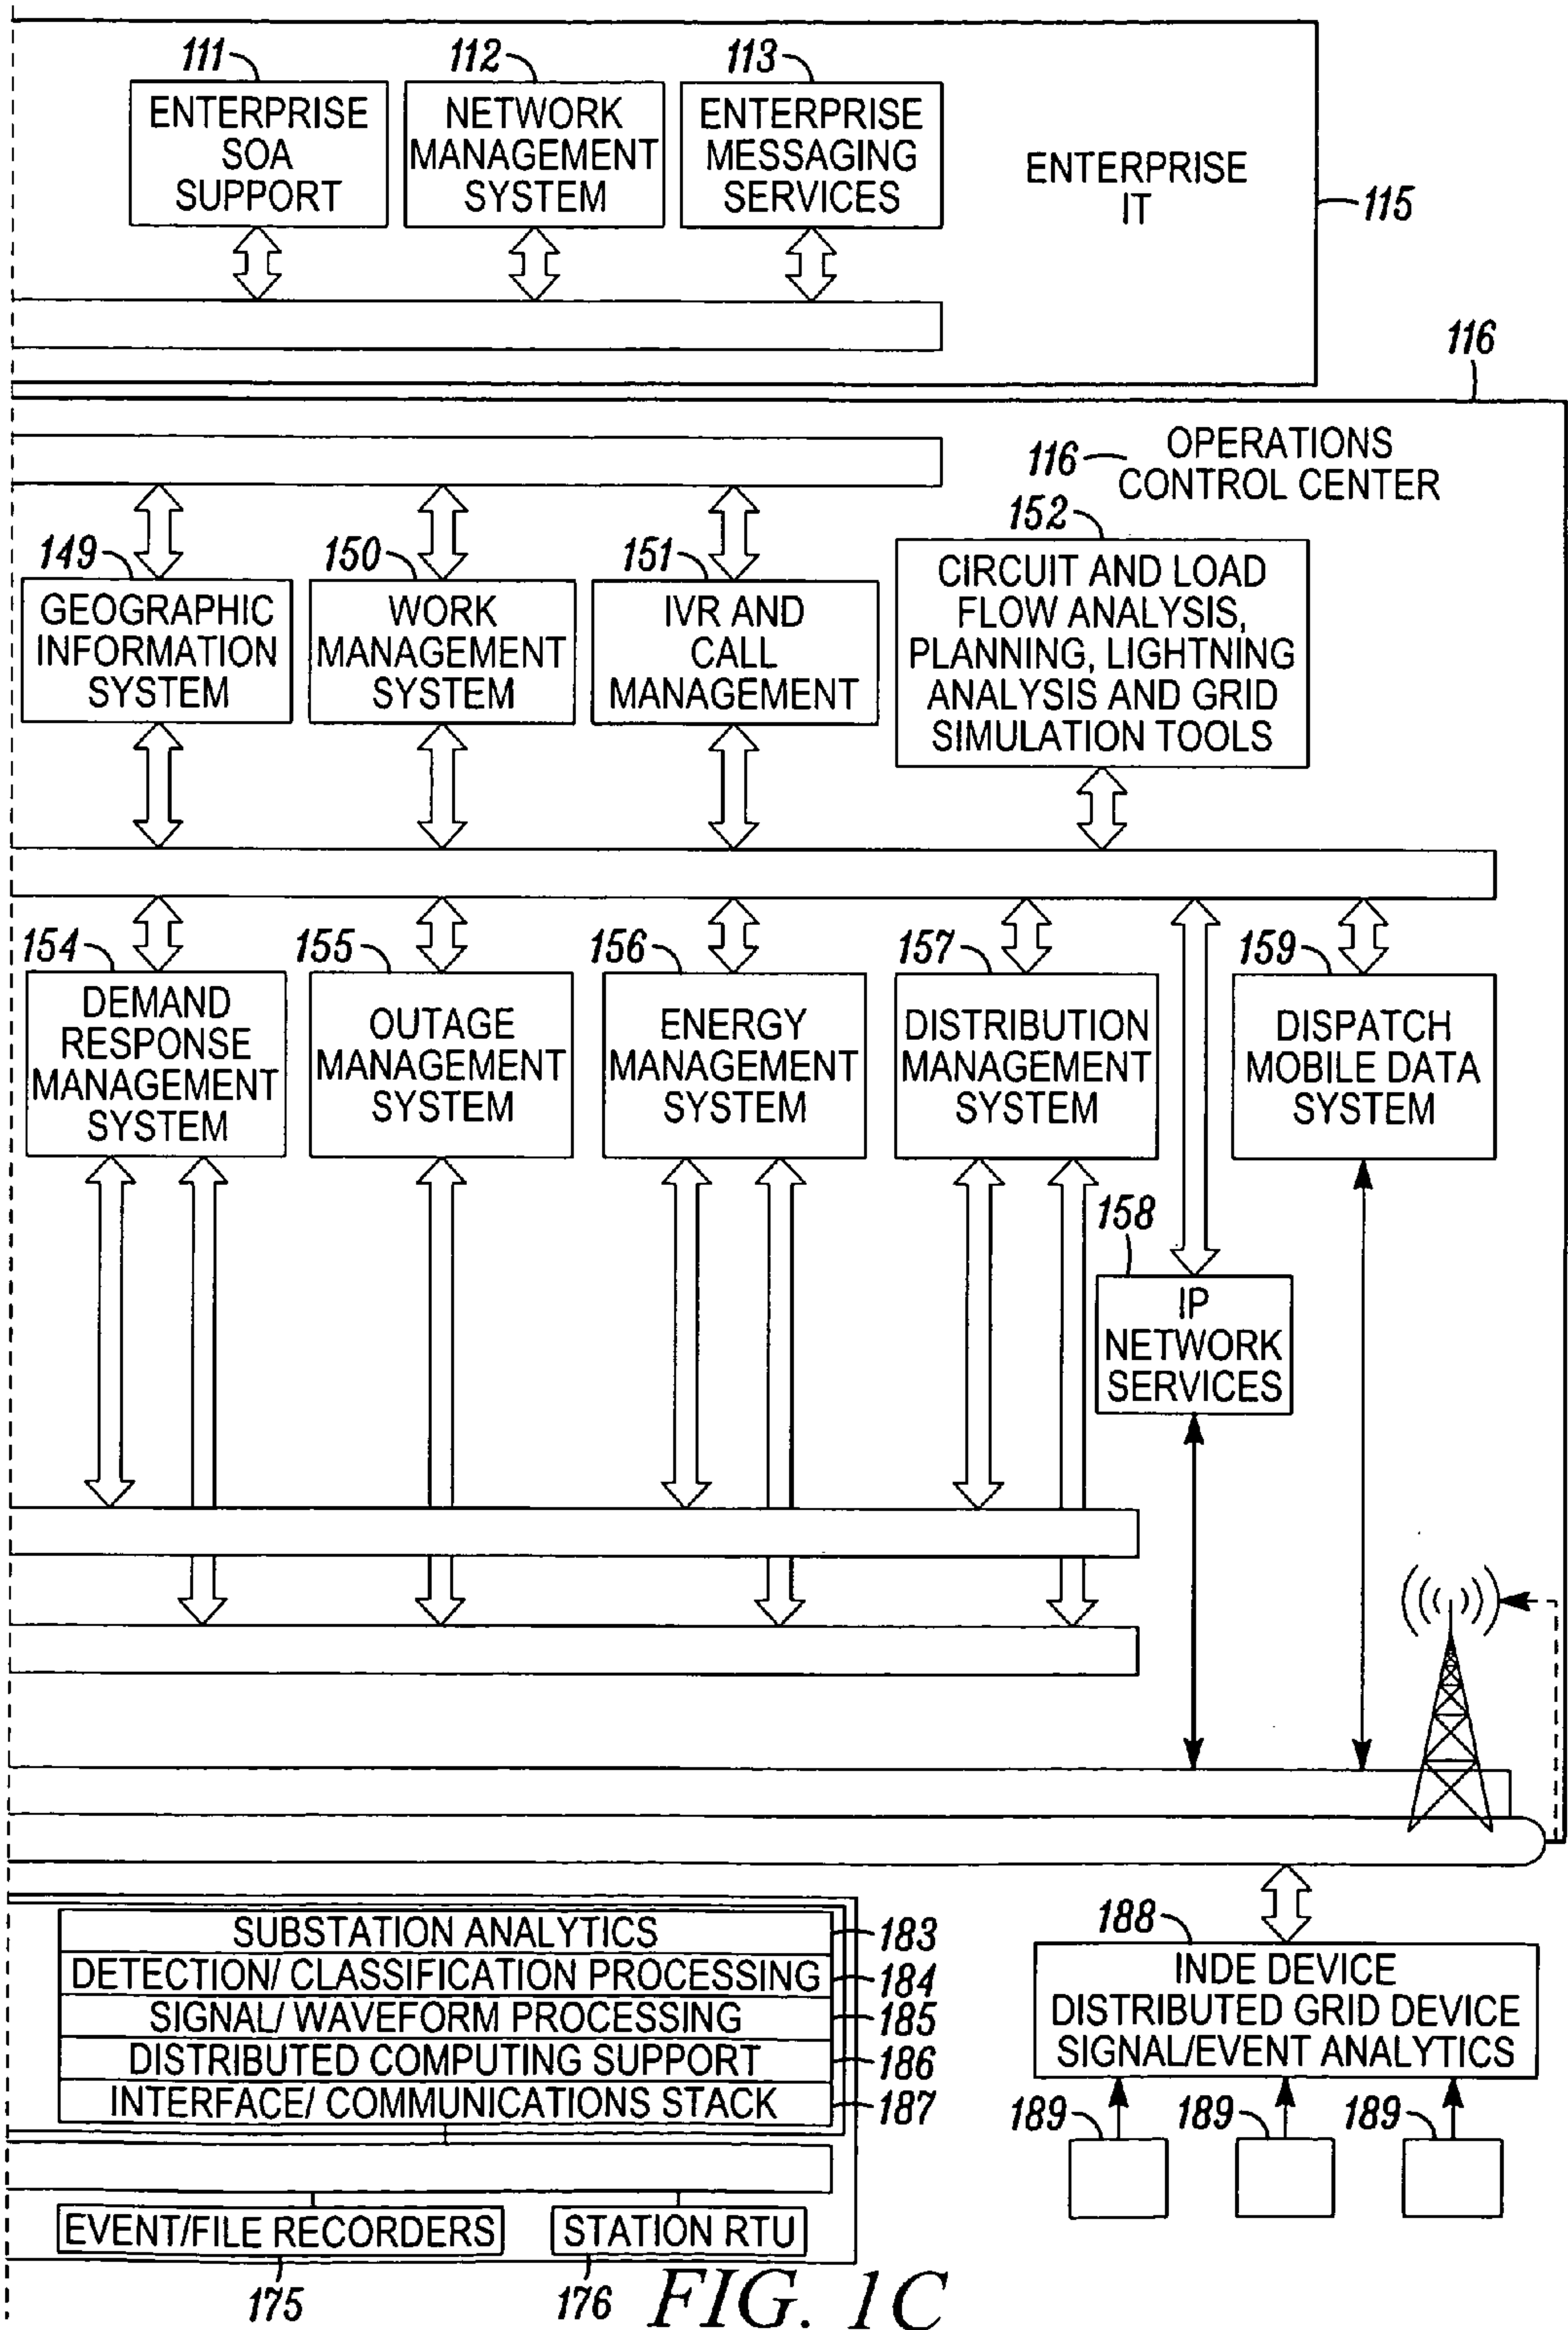 111
112
113
ENTERPRISE
SOA
SUPPORT
NETWORK
MANAGEMENT
SYSTEM
ENTERPRISE
MESSAGING
SERVICES
ENTERPRISE
IT
115
116
OPERATIONS
CONTROL CENTER
116
152
149
150
151
GEOGRAPHIC
INFORMATION
SYSTEM
WORK
MANAGEMENT
SYSTEM
IVR AND
CALL
MANAGEMENT
CIRCUIT AND LOAD
FLOW ANALYSIS,
PLANNING, LIGHTNING
ANALYSIS AND GRID
SIMULATION TOOLS
154
155
156
157
159
DEMAND
RESPONSE
MANAGEMENT
SYSTEM
OUTAGE
MANAGEMENT
SYSTEM
ENERGY
MANAGEMENT
SYSTEM
DISTRIBUTION
MANAGEMENT
SYSTEM
DISPATCH
MOBILE DATA
SYSTEM
158
IP
NETWORK
SERVICES
SUBSTATION ANALYTICS
183
DETECTION/ CLASSIFICATION PROCESSING
184
SIGNAL/ WAVEFORM PROCESSING
185
DISTRIBUTED COMPUTING SUPPORT
186
INTERFACE/ COMMUNICATIONS STACK
187
188
INDE DEVICE
DISTRIBUTED GRID DEVICE
SIGNAL/EVENT ANALYTICS
189
189
189
EVENT/FILE RECORDERS
STATION RTU
175
176
FIG. 1C